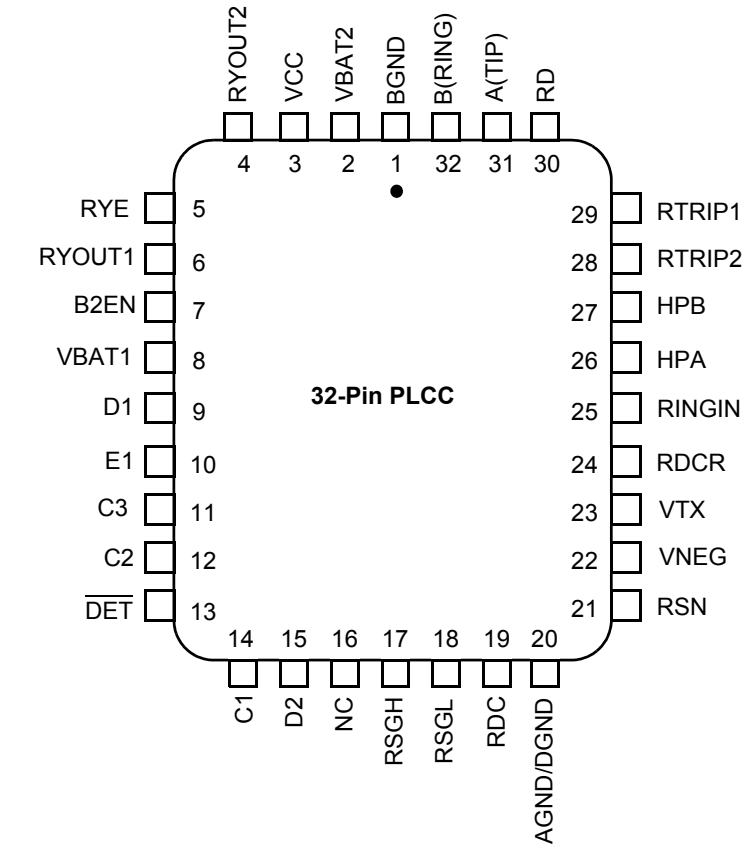 RYOUT2 VCC VBAT2 BGND B(RING) A(TIP) RD
4 3 2 1 32 31 30
RYE 5 29 RTRIP1
RYOUT1 6 28 RTRIP2
B2EN 7 27 HPB
VBAT1 8 26 HPA
32-Pin PLCC
D1 9 25 RINGIN
E1 10 24 RDCR
C3 11 23 VTX
C2 12 22 VNEG
D̅E̅T̅ 13 21 RSN
14 15 16 17 18 19 20
C1 D2 NC RSGH RSGL RDC AGND/DGND